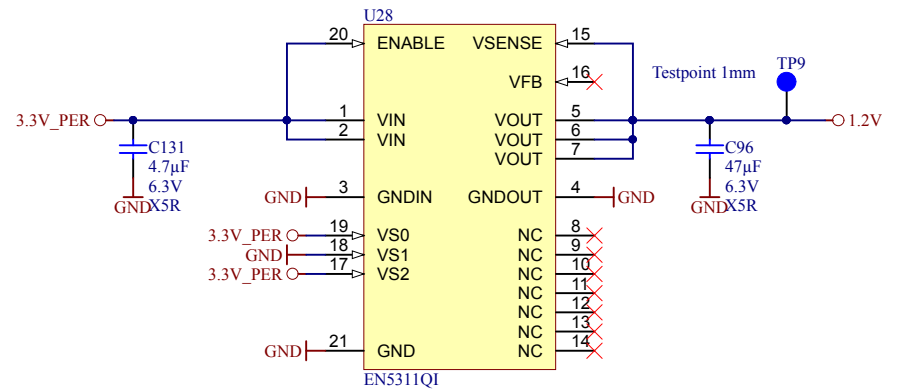 U28
20 ENABLE VSENSE 15
VFB 16
Testpoint 1mm
TP9
3.3V_PER
1 VIN VOUT 5
2 VIN VOUT 6
VOUT 7
1.2V
C131
4.7µF
6.3V
X5R
GND
C96
47µF
6.3V
X5R
GND
GND 3 GNDIN GNDOUT 4 GND
3.3V_PER 19 VS0 NC 8
GND 18 VS1 NC 9
3.3V_PER 17 VS2 NC 10
NC 11
NC 12
NC 13
GND 21 GND NC 14
EN5311QI